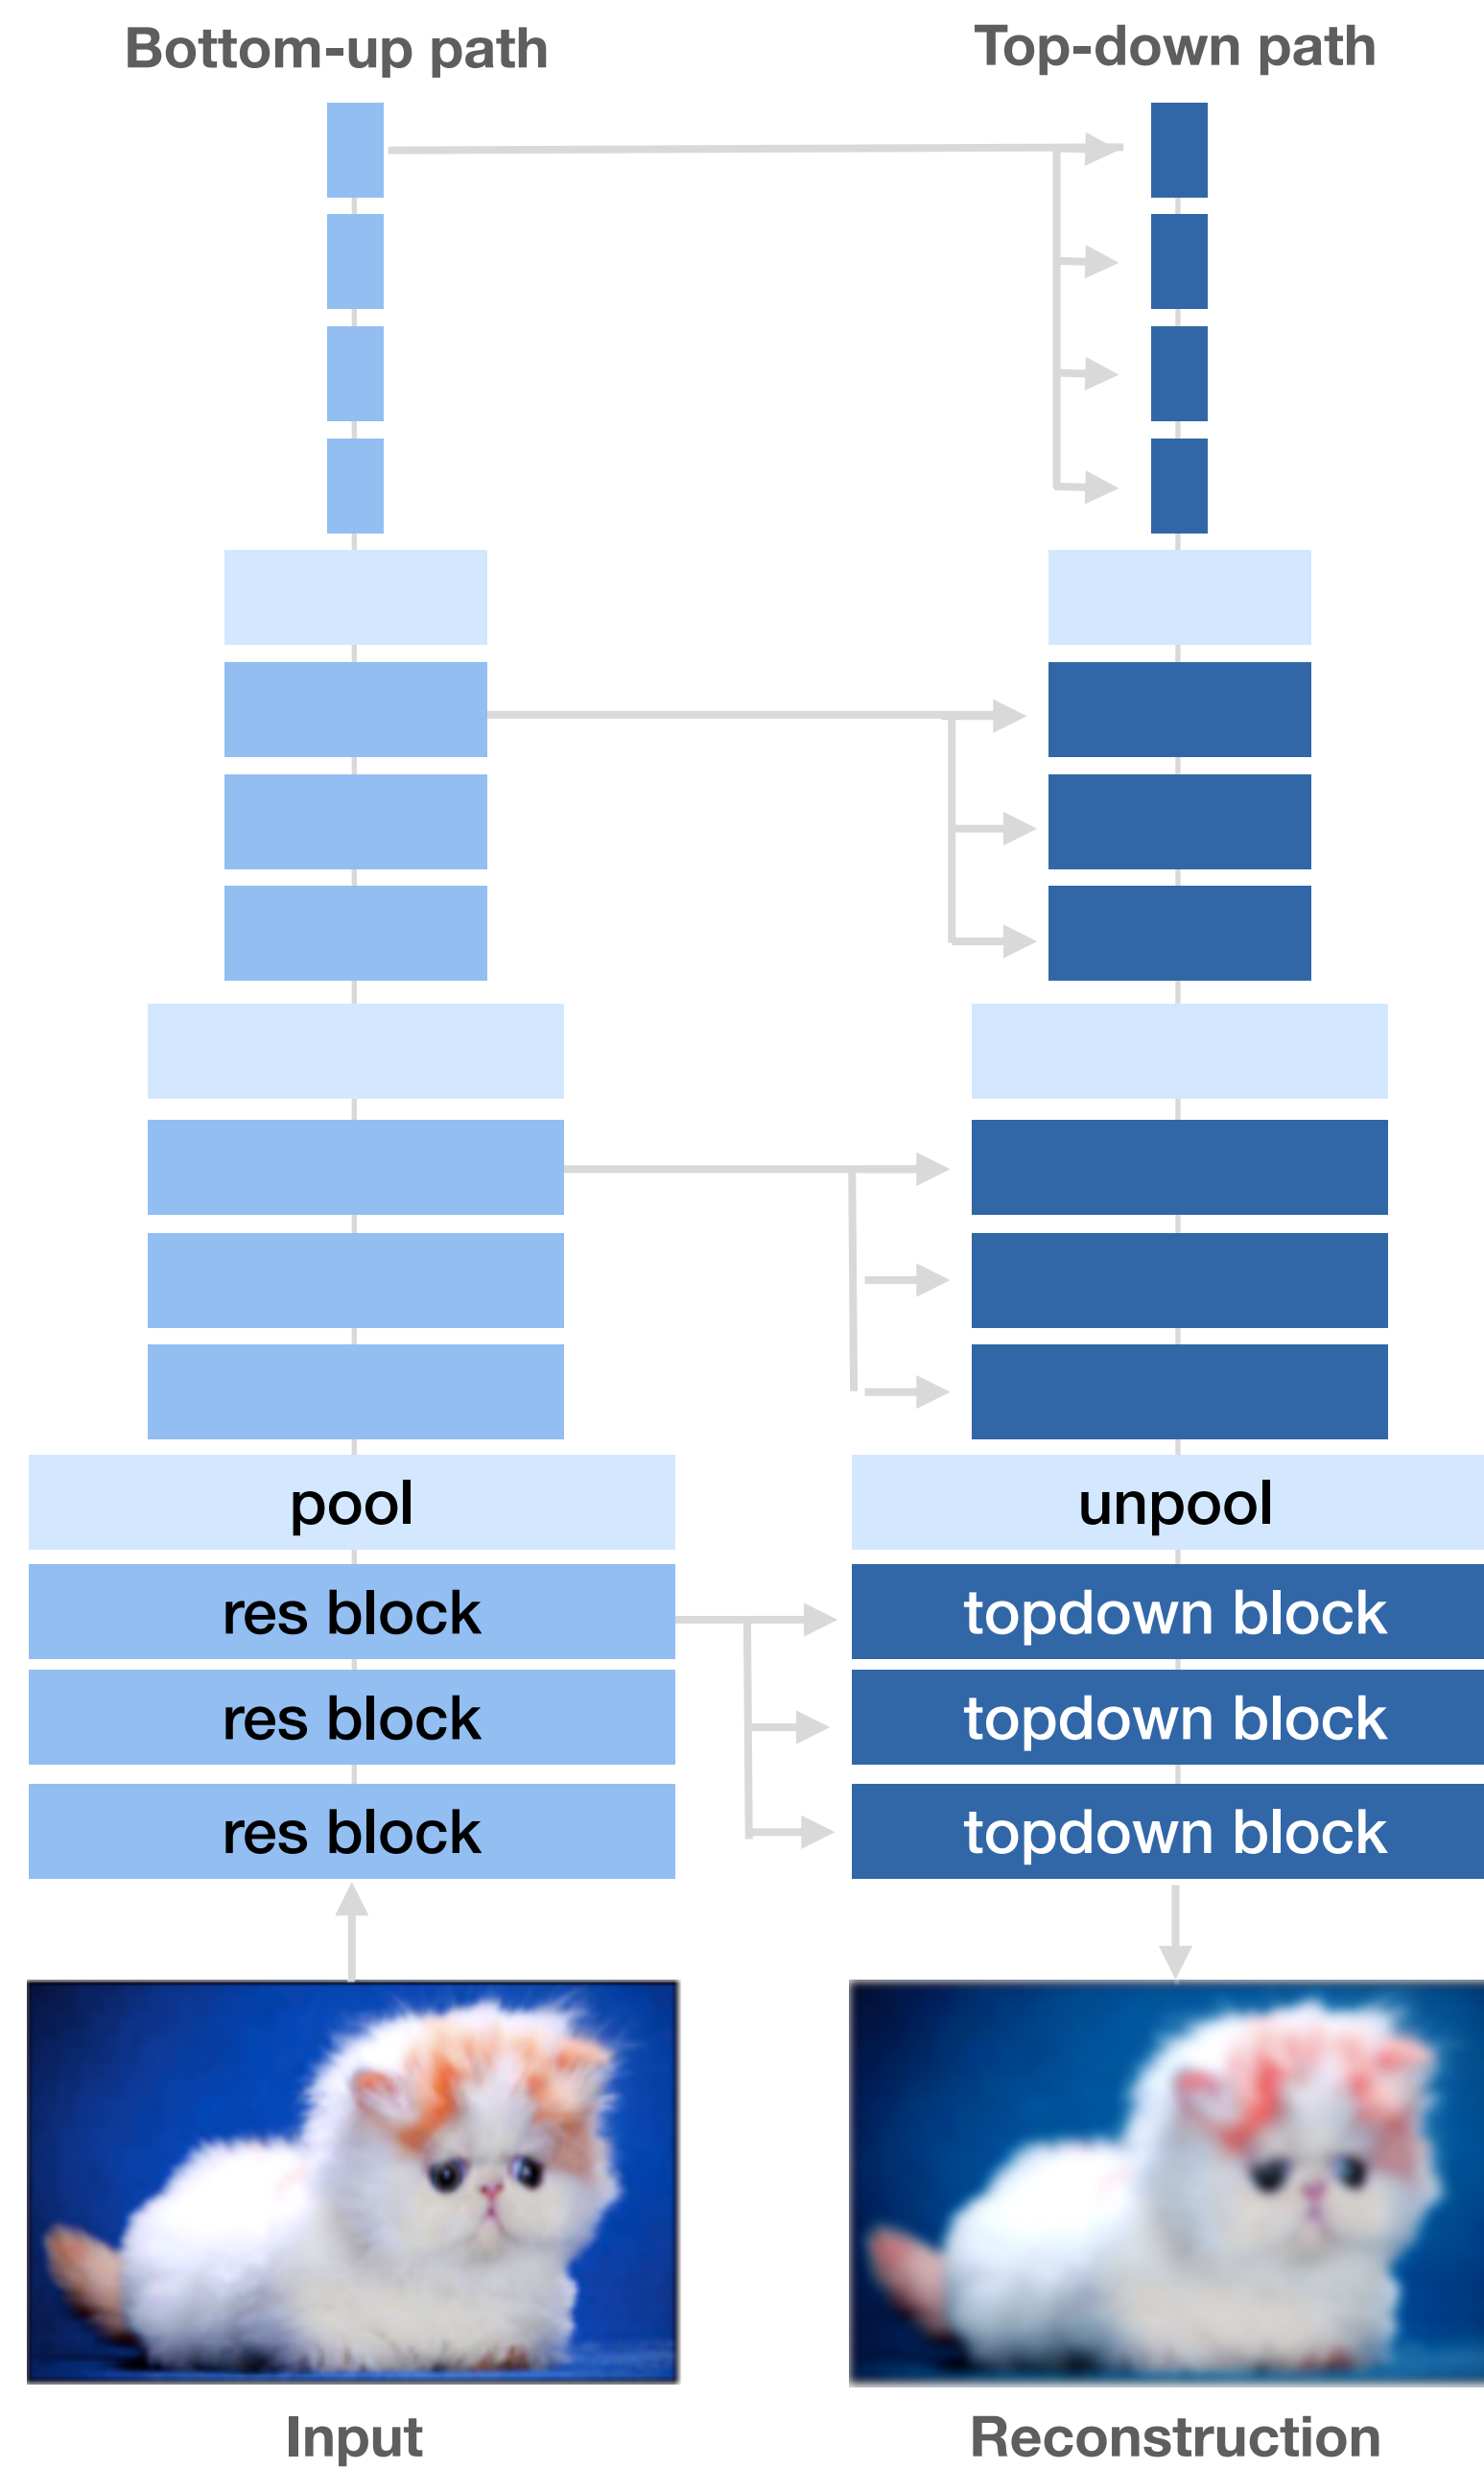 Bottom-up path
Top-down path
pool
unpool
res block
topdown block
res block
topdown block
res block
topdown block
Input
Reconstruction